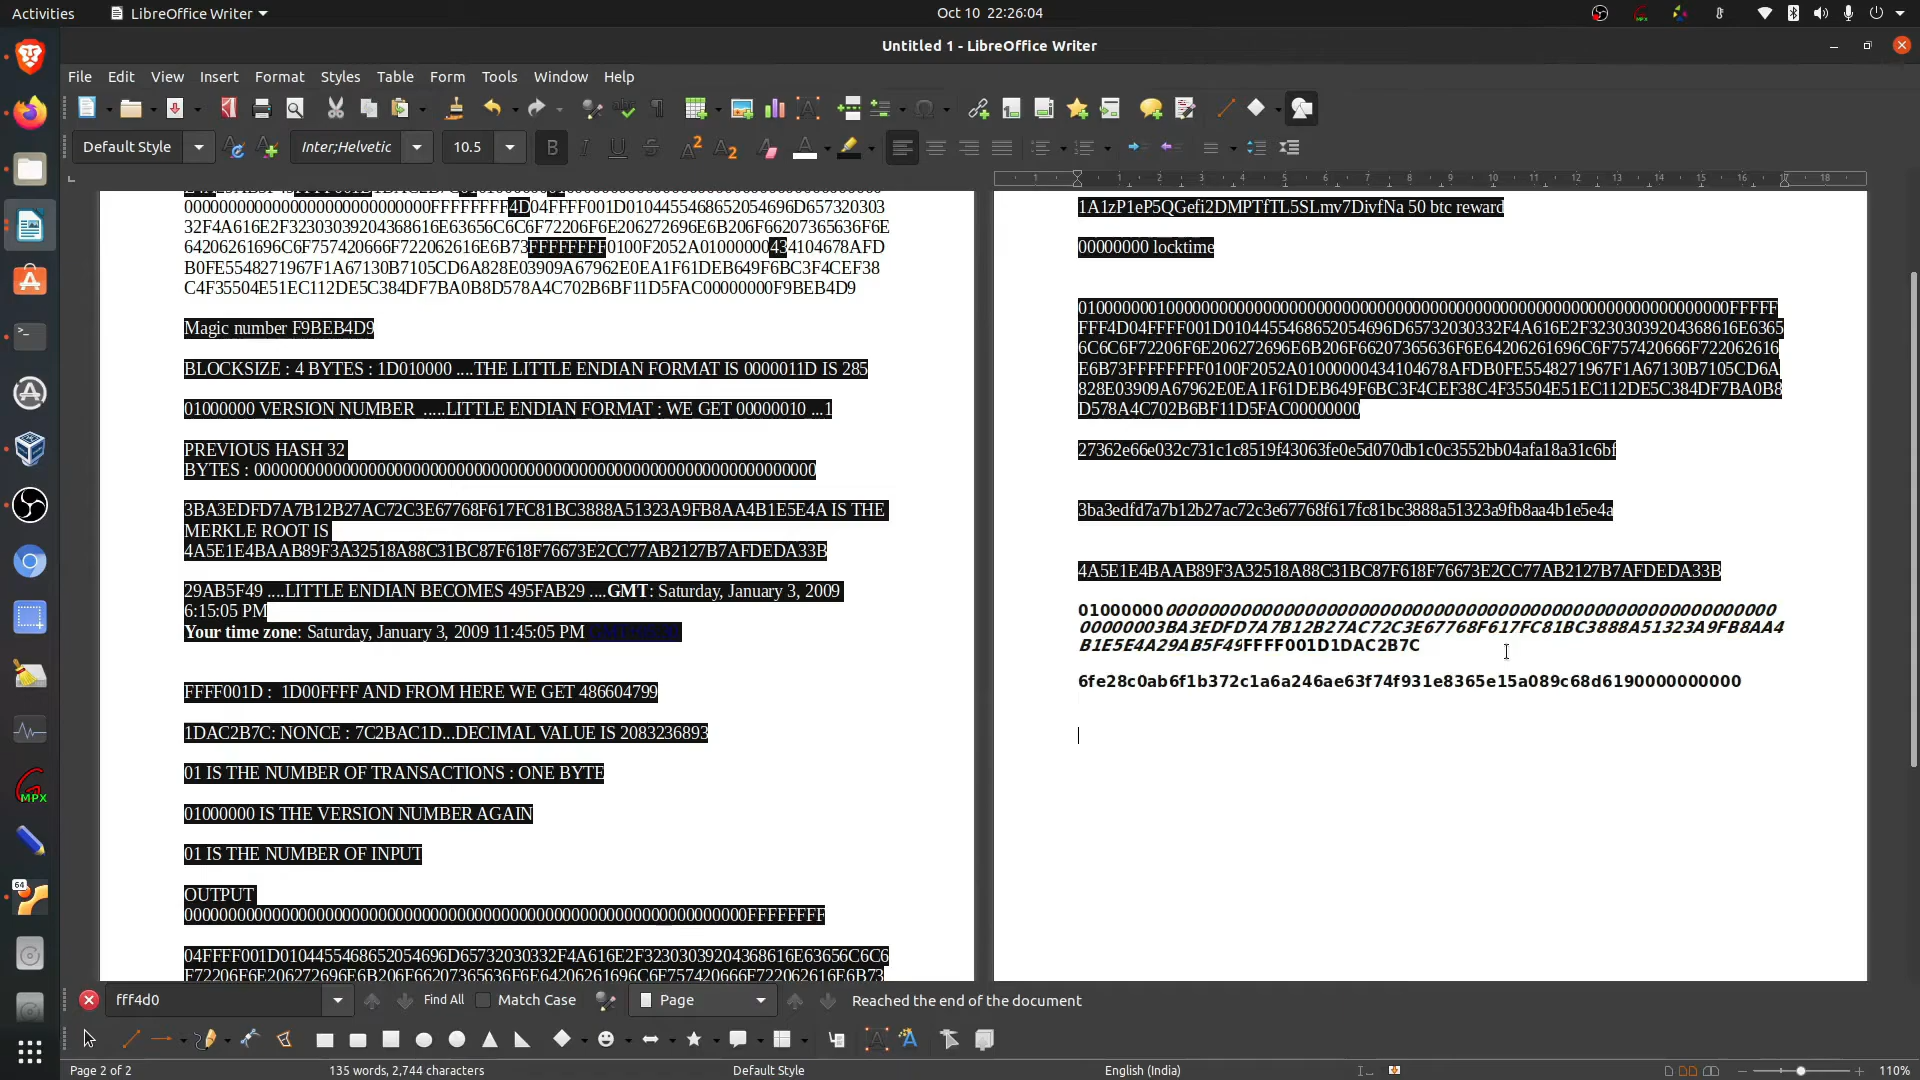 Activities
LibreOffice Writer
Oct 10 22:26:04
Untitled 1 - LibreOffice Writer
File Edit View Insert Format Styles Table Form Tools Window Help
Default Style
Inter;Helvetic
10.5
000000000000000000000000000FFFFFFFF4D04FFFF001D0104455468652054696D657320303
32F4A616E2F32303039204368616E63656C6C6F72206F6E206272696E6B206F66207365636F6E
64206261696C6F757420666F722062616E6B73FFFFFFFF0100F2052A01000000434104678AFD
B0FE5548271967F1A67130B7105CD6A828E03909A67962E0EA1F61DEB649F6BC3F4CEF38
C4F35504E51EC112DE5C384DF7BA0B8D578A4C702B6BF11D5FAC00000000F9BEB4D9
Magic number F9BEB4D9
BLOCKSIZE : 4 BYTES : 1D010000 ....THE LITTLE ENDIAN FORMAT IS 0000011D IS 285
01000000 VERSION NUMBER .....LITTLE ENDIAN FORMAT : WE GET 00000010 ...1
PREVIOUS HASH 32
BYTES : 0000000000000000000000000000000000000000000000000000000000000000
3BA3EDFD7A7B12B27AC72C3E67768F617FC81BC3888A51323A9FB8AA4B1E5E4A IS THE
MERKLE ROOT IS
4A5E1E4BAAB89F3A32518A88C31BC87F618F76673E2CC77AB2127B7AFDEDA33B
29AB5F49 ....LITTLE ENDIAN BECOMES 495FAB29 ....GMT: Saturday, January 3, 2009
6:15:05 PM
Your time zone: Saturday, January 3, 2009 11:45:05 PM
FFFF001D : 1D00FFFF AND FROM HERE WE GET 486604799
1DAC2B7C: NONCE : 7C2BAC1D...DECIMAL VALUE IS 2083236893
01 IS THE NUMBER OF TRANSACTIONS : ONE BYTE
01000000 IS THE VERSION NUMBER AGAIN
01 IS THE NUMBER OF INPUT
OUTPUT
0000000000000000000000000000000000000000000000000000000000000000FFFFFFFF
04FFFF001D0104455468652054696D65732030332F4A616E2F32303039204368616E63656C6C6
F72206F6E206272696E6B206F66207365636F6E64206261696C6F757420666F722062616E6B73
1A1zP1eP5QGefi2DMPTfTL5SLmv7DivfNa 50 btc reward
00000000 locktime
01000000010000000000000000000000000000000000000000000000000000000000000000FFFFF
FFF4D04FFFF001D0104455468652054696D65732030332F4A616E2F32303039204368616E6365
6C6C6F72206F6E206272696E6B206F66207365636F6E64206261696C6F757420666F722062616
E6B73FFFFFFFF0100F2052A01000000434104678AFDB0FE5548271967F1A67130B7105CD6A
828E03909A67962E0EA1F61DEB649F6BC3F4CEF38C4F35504E51EC112DE5C384DF7BA0B8
D578A4C702B6BF11D5FAC00000000
27362e66e032c731c1c8519f43063fe0e5d070db1c0c3552bb04afa18a31c6bf
3ba3edfd7a7b12b27ac72c3e67768f617fc81bc3888a51323a9fb8aa4b1e5e4a
4A5E1E4BAAB89F3A32518A88C31BC87F618F76673E2CC77AB2127B7AFDEDA33B
0100000000000000000000000000000000000000000000000000000000000000
000000003BA3EDFD7A7B12B27AC72C3E67768F617FC81BC3888A51323A9FB8AA4
B1E5E4A29AB5F49FFFF001D1DAC2B7C
6fe28c0ab6f1b372c1a6a246ae63f74f931e8365e15a089c68d6190000000000
fff4d0
Find All
Match Case
Page
Reached the end of the document
Page 2 of 2
135 words, 2,744 characters
Default Style
English (India)
110%